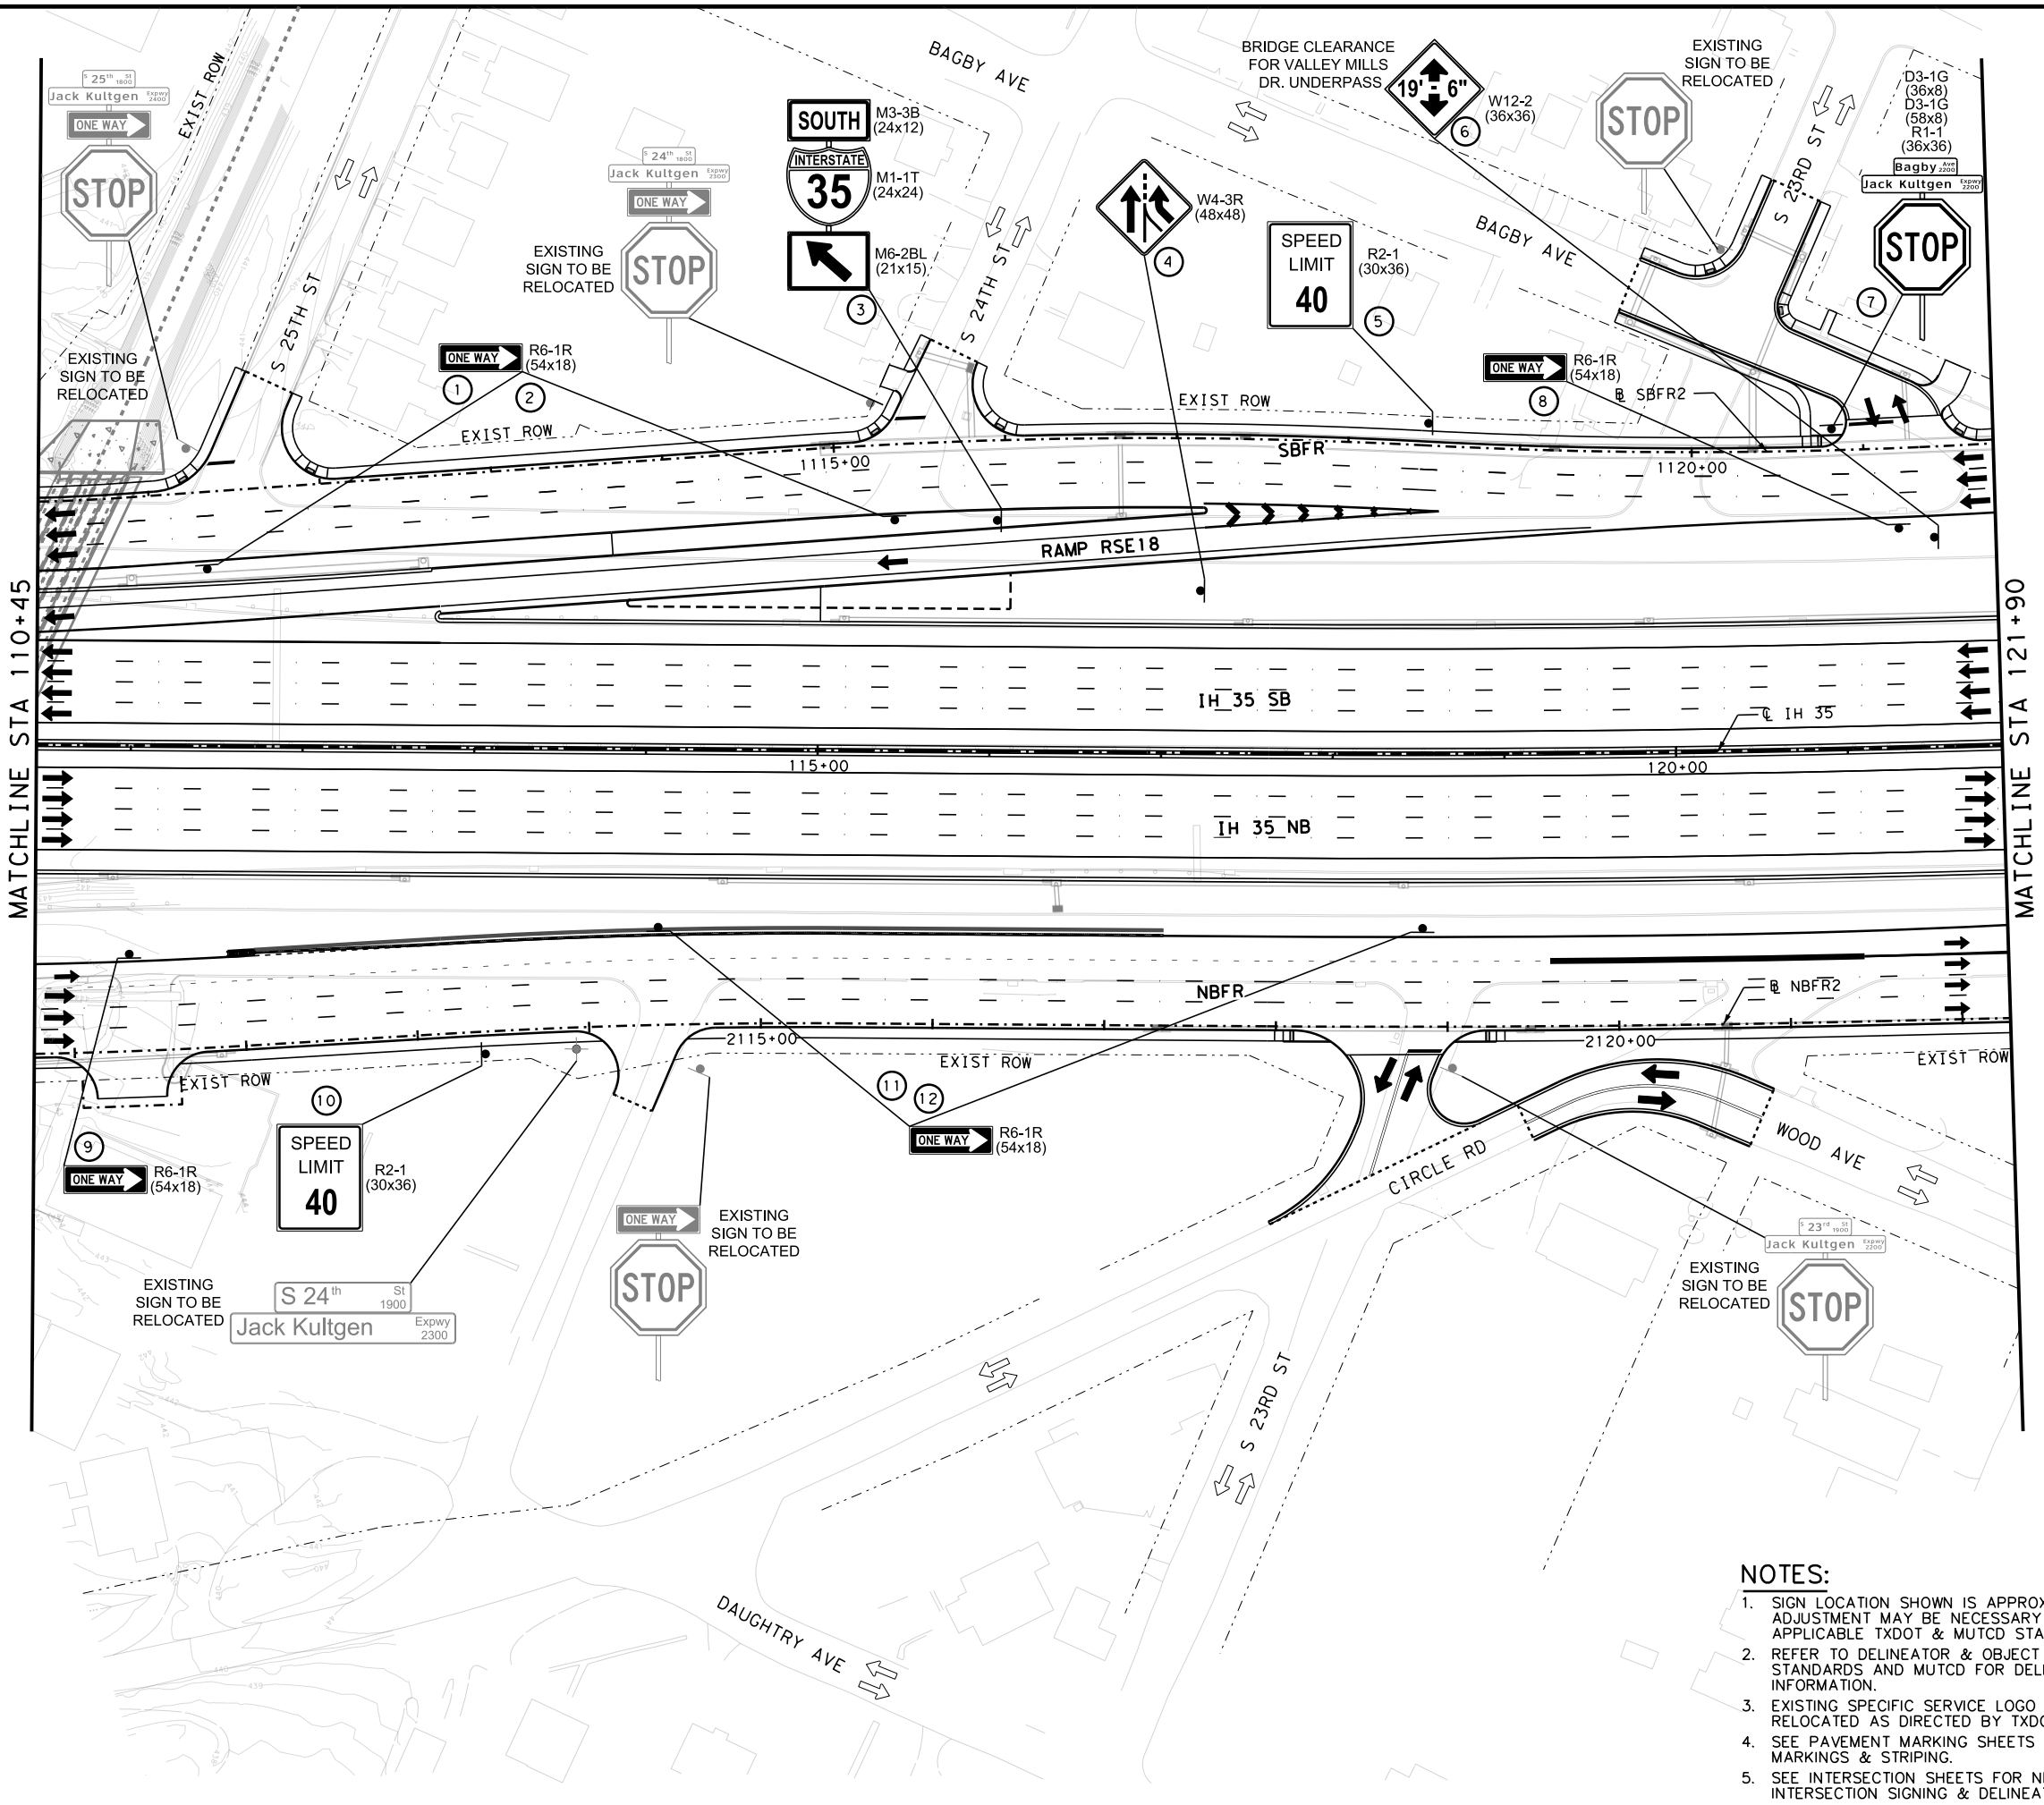 S 25th St 1800
Jack Kultgen Expwy 2400
ONE WAY
STOP
EXISTING
SIGN TO BE
RELOCATED
EXIST ROW
S 25TH ST
ONE WAY
R6-1R
(54x18)
1
2
EXIST ROW
EXISTING
SIGN TO BE
RELOCATED
S 24th St 1800
Jack Kultgen Expwy 2300
ONE WAY
STOP
SOUTH
M3-3B
(24x12)
INTERSTATE
35
M1-1T
(24x24)
M6-2BL
(21x15)
3
BAGBY AVE
S 24TH ST
W4-3R
(48x48)
4
BRIDGE CLEARANCE
FOR VALLEY MILLS
DR. UNDERPASS
19' - 6"
W12-2
(36x36)
6
SPEED
LIMIT
40
R2-1
(30x36)
5
EXIST ROW
BAGBY AVE
EXISTING
SIGN TO BE
RELOCATED
STOP
S 23RD ST
D3-1G
(36x8)
D3-1G
(58x8)
R1-1
(36x36)
Bagby Ave 2200
Jack Kultgen Expwy 2200
STOP
7
ONE WAY
R6-1R
(54x18)
8
BL SBFR2
1115+00
SBFR
1120+00
RAMP RSE18
MATCHLINE STA 110+45
MATCHLINE STA 121+90
IH 35 SB
CL IH 35
115+00
120+00
IH 35 NB
NBFR
BL NBFR2
2115+00
2120+00
EXIST ROW
EXIST ROW
EXIST ROW
9
ONE WAY
R6-1R
(54x18)
10
SPEED
LIMIT
40
R2-1
(30x36)
11
12
ONE WAY
R6-1R
(54x18)
EXISTING
SIGN TO BE
RELOCATED
S 24th St 1900
Jack Kultgen Expwy 2300
ONE WAY
STOP
EXISTING
SIGN TO BE
RELOCATED
CIRCLE RD
WOOD AVE
S 23rd St 1900
Jack Kultgen Expwy 2200
STOP
EXISTING
SIGN TO BE
RELOCATED
S 23RD ST
DAUGHTRY AVE
NOTES:
1. SIGN LOCATION SHOWN IS APPROX
ADJUSTMENT MAY BE NECESSARY
APPLICABLE TXDOT & MUTCD STA
2. REFER TO DELINEATOR & OBJECT
STANDARDS AND MUTCD FOR DELI
INFORMATION.
3. EXISTING SPECIFIC SERVICE LOGO
RELOCATED AS DIRECTED BY TXDO
4. SEE PAVEMENT MARKING SHEETS
MARKINGS & STRIPING.
5. SEE INTERSECTION SHEETS FOR
INTERSECTION SIGNING & DELINEA